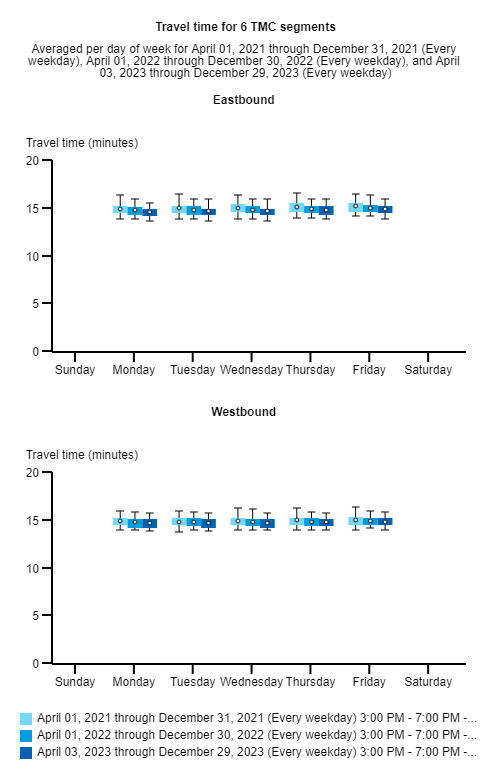 Travel time for 6 TMC segments
Averaged per day of week for April 01, 2021 through December 31, 2021 (Every
weekday), April 01, 2022 through December 30, 2022 (Every weekday), and April
03, 2023 through December 29, 2023 (Every weekday)
Eastbound
Travel time (minutes)
20
15
10
5
0
Sunday Monday Tuesday Wednesday Thursday Friday Saturday
Westbound
Travel time (minutes)
20
15
10
5
0
Sunday Monday Tuesday Wednesday Thursday Friday Saturday
April 01, 2021 through December 31, 2021 (Every weekday) 3:00 PM - 7:00 PM -...
April 01, 2022 through December 30, 2022 (Every weekday) 3:00 PM - 7:00 PM -...
April 03, 2023 through December 29, 2023 (Every weekday) 3:00 PM - 7:00 PM -...